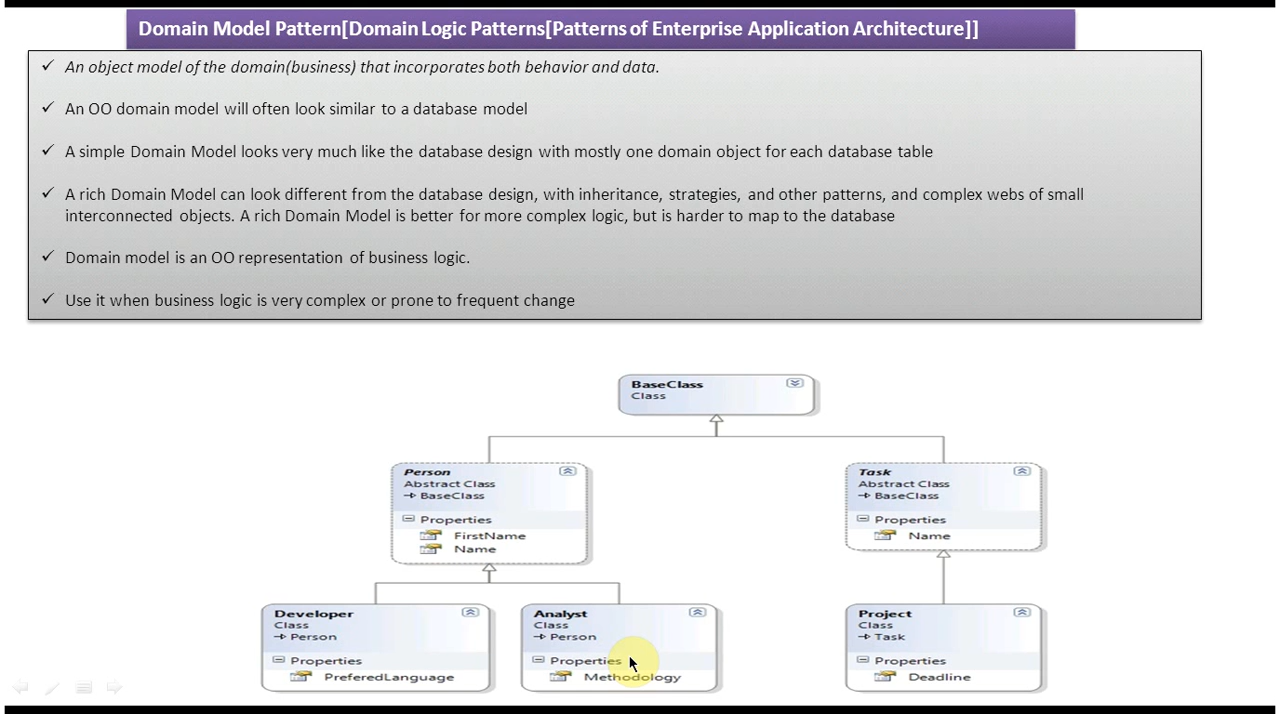 Domain Model Pattern[Domain Logic Patterns[Patterns of Enterprise Application Architecture]]
✓ An object model of the domain(business) that incorporates both behavior and data.
✓ An OO domain model will often look similar to a database model
✓ A simple Domain Model looks very much like the database design with mostly one domain object for each database table
✓ A rich Domain Model can look different from the database design, with inheritance, strategies, and other patterns, and complex webs of small
interconnected objects. A rich Domain Model is better for more complex logic, but is harder to map to the database
✓ Domain model is an OO representation of business logic.
✓ Use it when business logic is very complex or prone to frequent change
BaseClass
Class
Person
Abstract Class
BaseClass
Properties
FirstName
Name
Task
Abstract Class
BaseClass
Properties
Name
Developer
Class
Person
Properties
PreferedLanguage
Analyst
Class
Person
Properties
Methodology
Project
Class
Task
Properties
Deadline